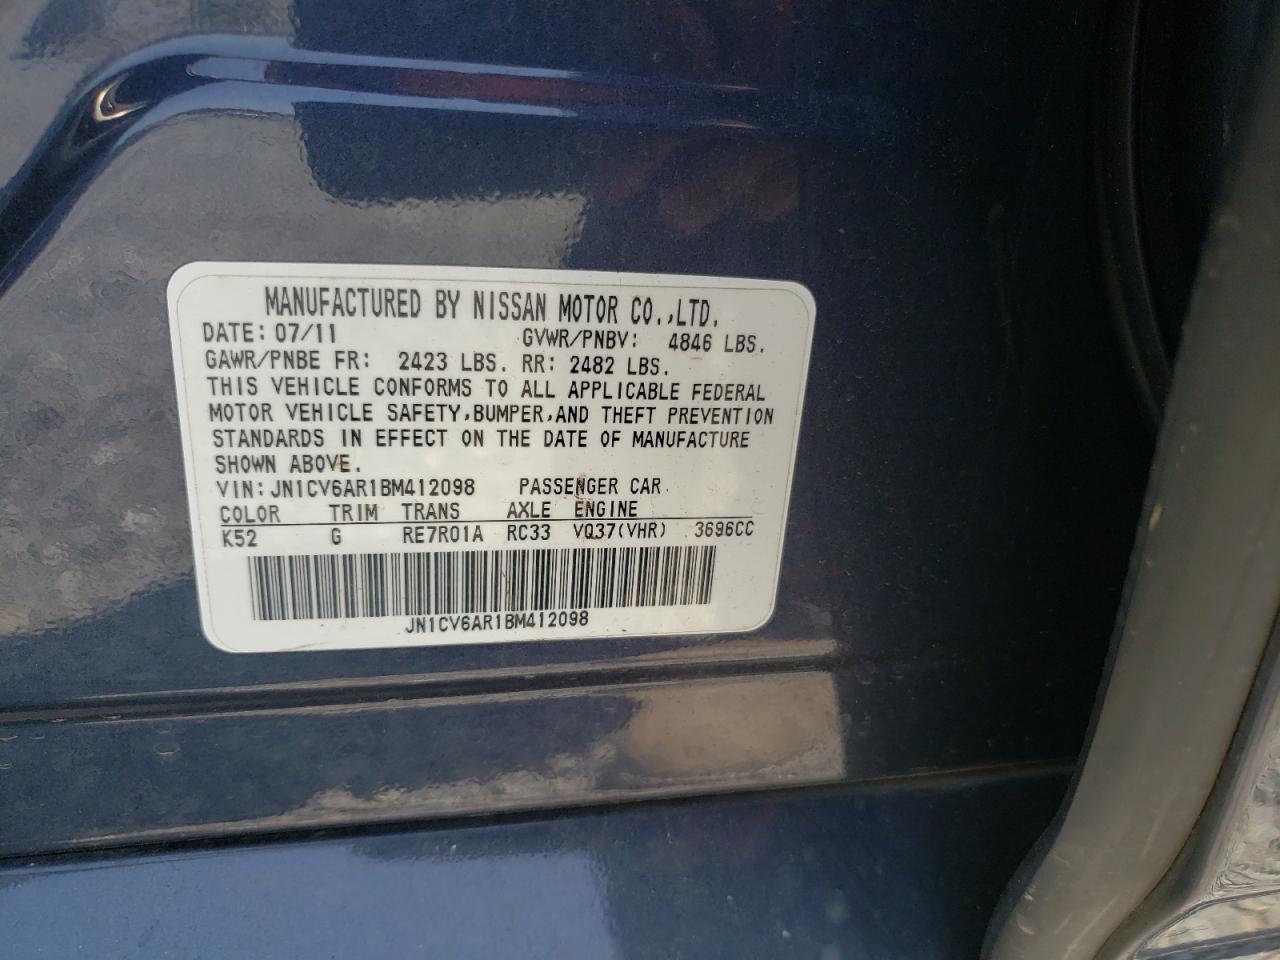 MANUFACTURED BY NISSAN MOTOR CO.,LTD.
DATE: 07/11 GVWR/PNBV: 4846 LBS.
GAWR/PNBE FR: 2423 LBS. RR: 2482 LBS.
THIS VEHICLE CONFORMS TO ALL APPLICABLE FEDERAL
MOTOR VEHICLE SAFETY,BUMPER,AND THEFT PREVENTION
STANDARDS IN EFFECT ON THE DATE OF MANUFACTURE
SHOWN ABOVE.
VIN:JN1CV6AR1BM412098 PASSENGER CAR
COLOR TRIM TRANS AXLE ENGINE
K52 G RE7R01A RC33 VQ37(VHR) 3696CC
JN1CV6AR1BM412098